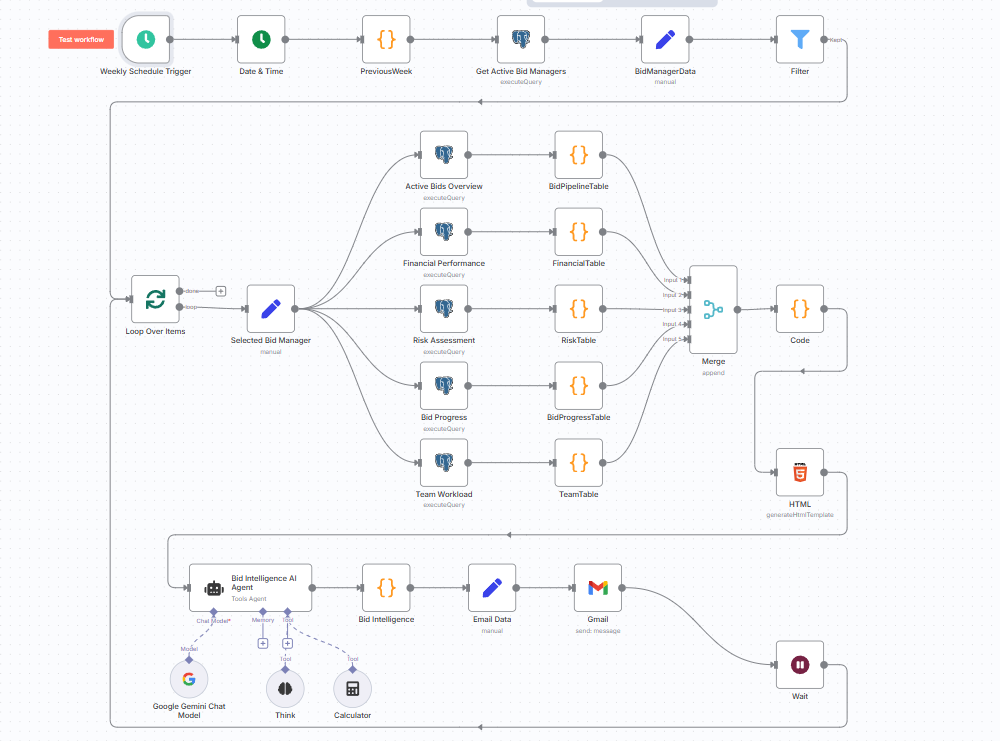 Test workflow
Weekly Schedule Trigger
Date & Time
PreviousWeek
Get Active Bid Managers
executeQuery
BidManagerData
manual
Filter
Kept
Active Bids Overview
executeQuery
BidPipelineTable
Financial Performance
executeQuery
FinancialTable
Loop Over Items
done
loop
Selected Bid Manager
manual
Risk Assessment
executeQuery
RiskTable
Input 1
Input 2
Input 3
Input 4
Input 5
Merge
append
Code
Bid Progress
executeQuery
BidProgressTable
Team Workload
executeQuery
TeamTable
HTML
generateHtmlTemplate
Bid Intelligence AI
Agent
Tools Agent
Chat Model*
Memory
Tool
Bid Intelligence
Email Data
manual
Gmail
send: message
Model
Google Gemini Chat
Model
Tool
Think
Tool
Calculator
Wait